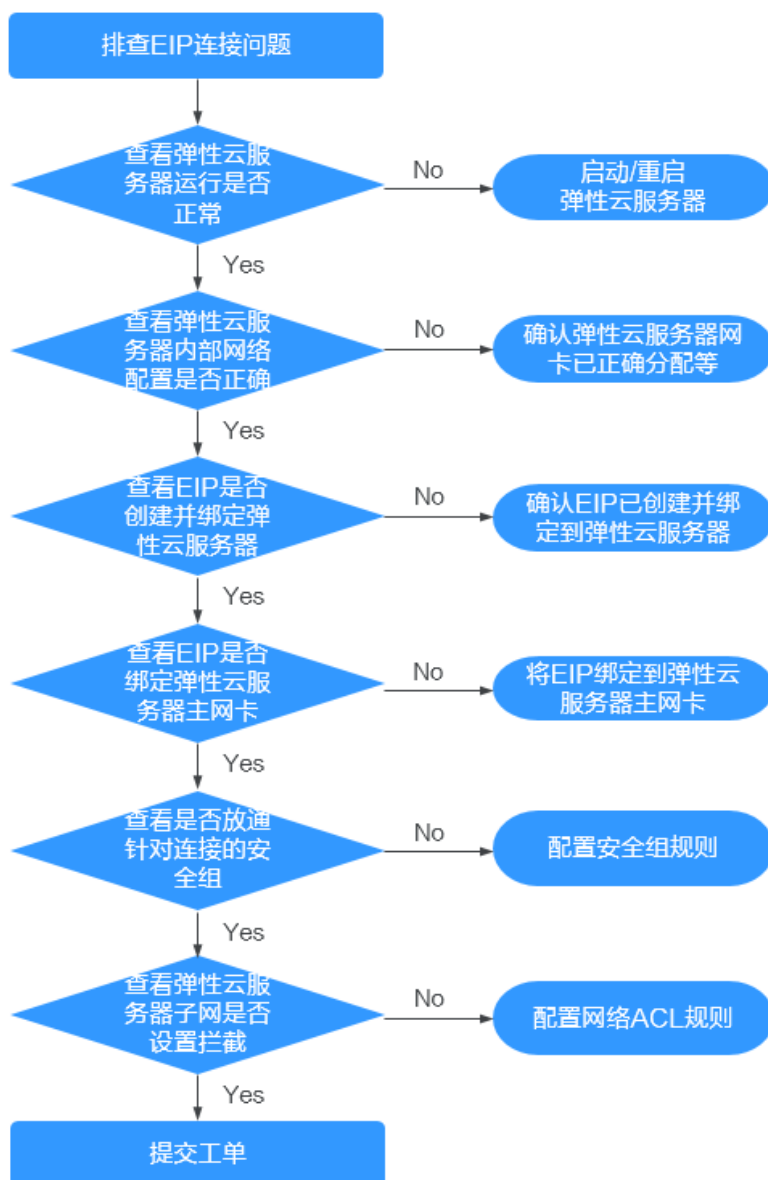 排查EIP连接问题
查看弹性云服
务器运行是否
正常
No
启动/重启
弹性云服务器
Yes
查看弹性云服
务器内部网络
配置是否正确
No
确认弹性云服务器网
卡已正确分配等
Yes
查看EIP是否
创建并绑定弹
性云服务器
No
确认EIP已创建并绑
定到弹性云服务器
Yes
查看EIP是否
绑定弹性云服
务器主网卡
No
将EIP绑定到弹性云
服务器主网卡
Yes
查看是否放通
针对连接的安
全组
No
配置安全组规则
Yes
查看弹性云服
务器子网是否
设置拦截
No
配置网络ACL规则
Yes
提交工单